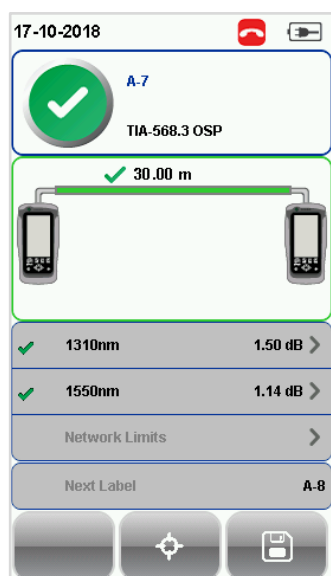 17-10-2018
A-7
TIA-568.3 OSP
30.00 m
1310nm 1.50 dB
1550nm 1.14 dB
Network Limits
Next Label A-8